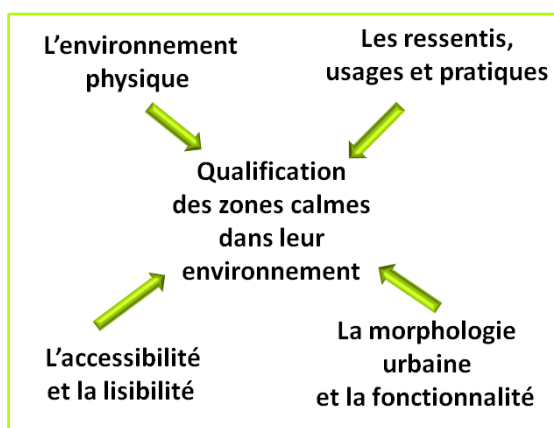 L’environnement
physique
Les ressentis,
usages et pratiques
Qualification
des zones calmes
dans leur
environnement
L’accessibilité
et la lisibilité
La morphologie
urbaine
et la fonctionnalité